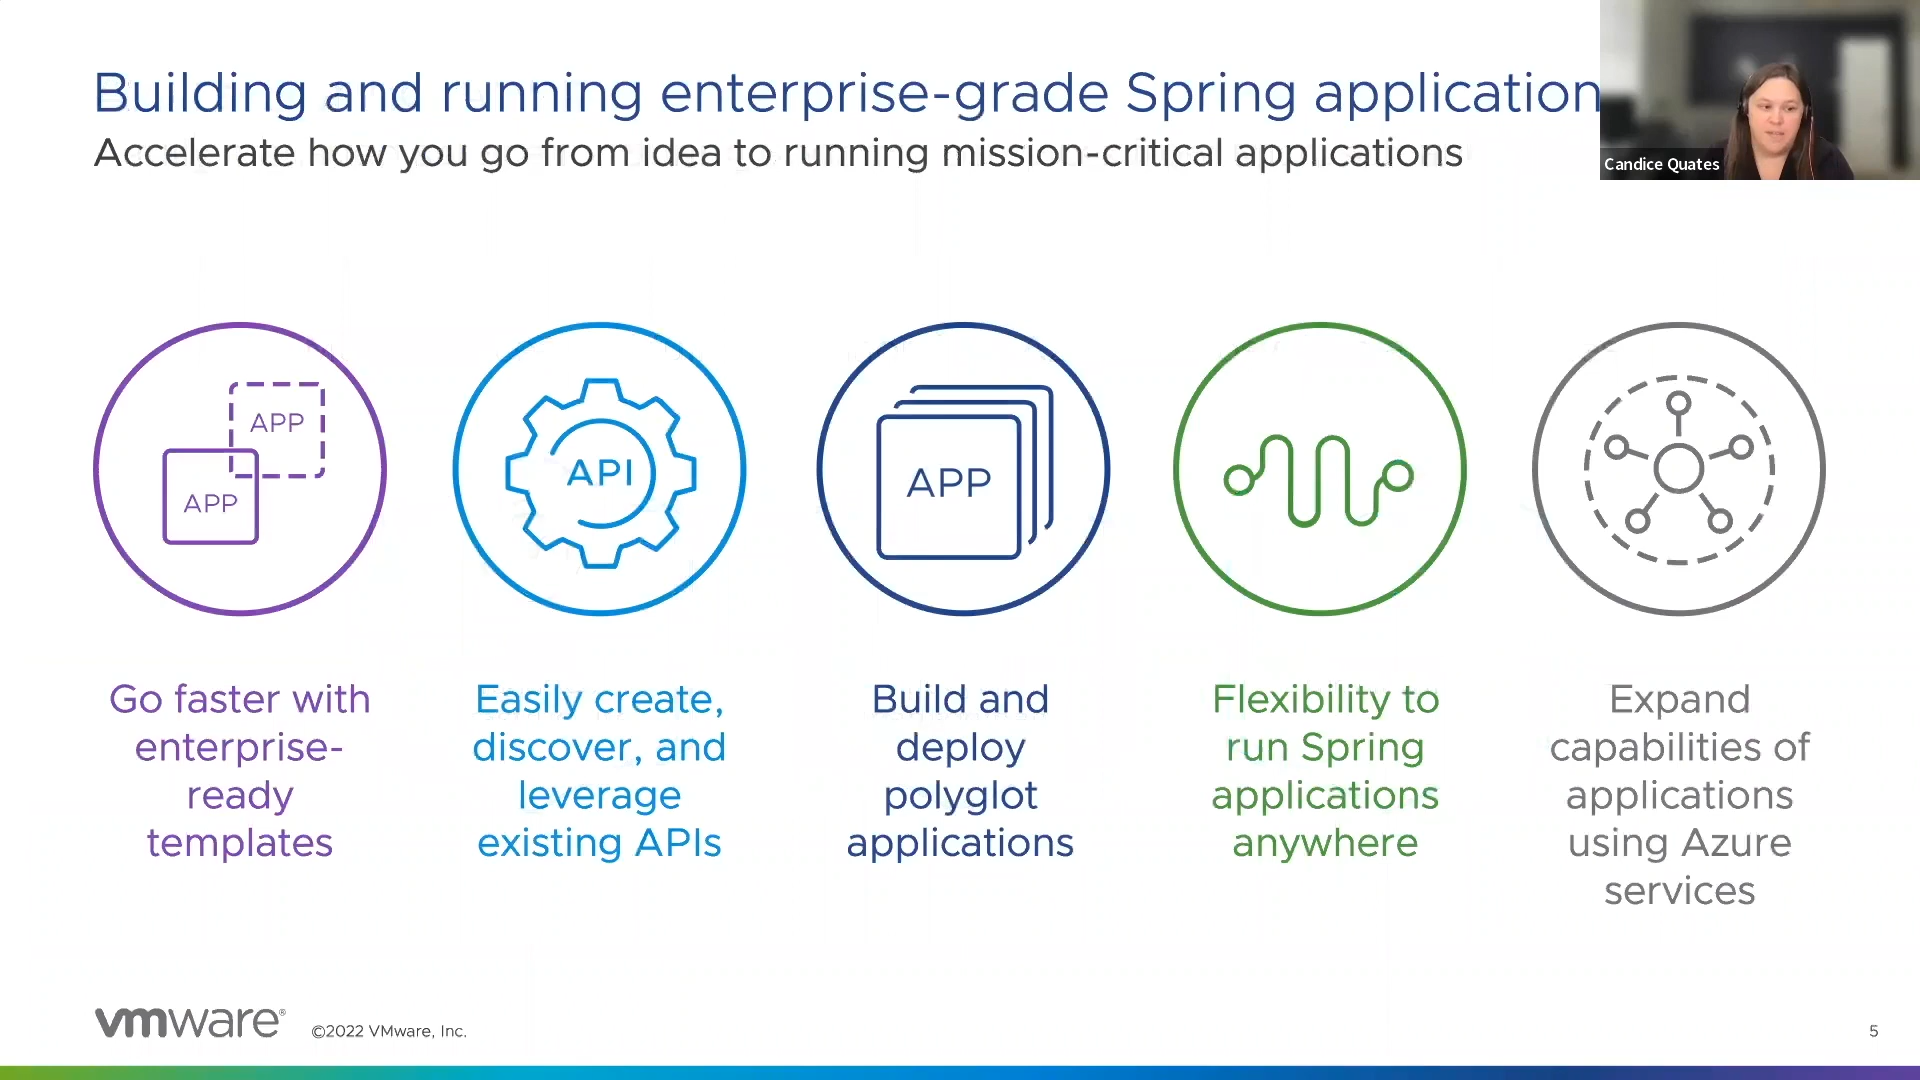 Building and running enterprise-grade Spring application
Accelerate how you go from idea to running mission-critical applications
Candice Quates
APP
APP
API
APP
Go faster with
enterprise-
ready
templates
Easily create,
discover, and
leverage
existing APIs
Build and
deploy
polyglot
applications
Flexibility to
run Spring
applications
anywhere
Expand
capabilities of
applications
using Azure
services
vmware®
©2022 VMware, Inc.
5